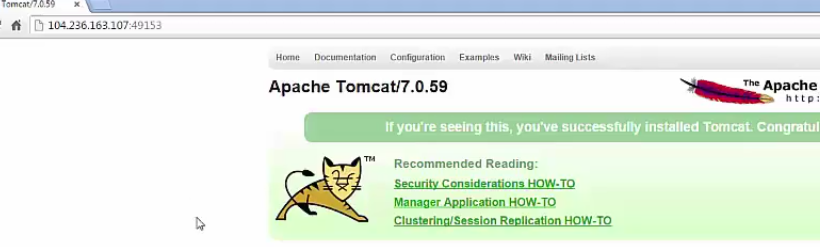 Tomcat/7.0.59
104.236.163.107:49153
Home Documentation Configuration Examples Wiki Mailing Lists
Apache Tomcat/7.0.59
The Apache
http:
If you're seeing this, you've successfully installed Tomcat. Congratul
TM
Recommended Reading:
Security Considerations HOW-TO
Manager Application HOW-TO
Clustering/Session Replication HOW-TO